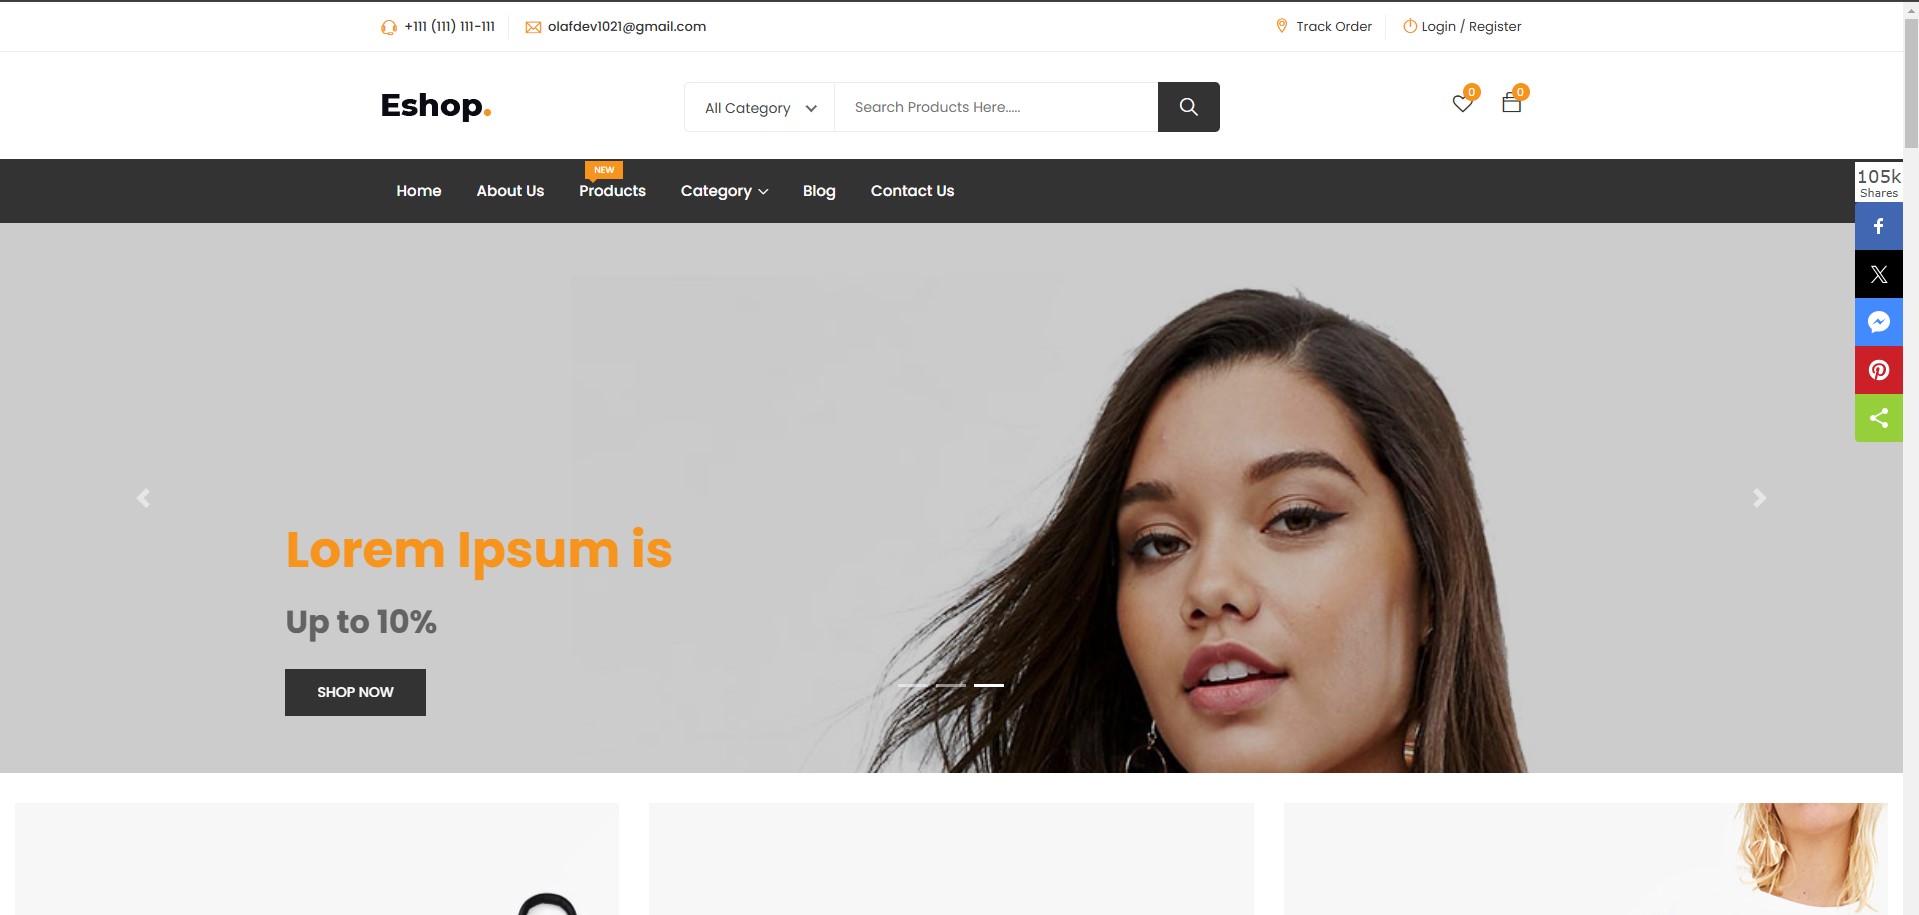 +111 (111) 111-111
olafdev1021@gmail.com
Track Order
Login / Register
Eshop.
All Category
Search Products Here.....
0
0
NEW
Home
About Us
Products
Category
Blog
Contact Us
105k
Shares
Lorem Ipsum is
Up to 10%
SHOP NOW